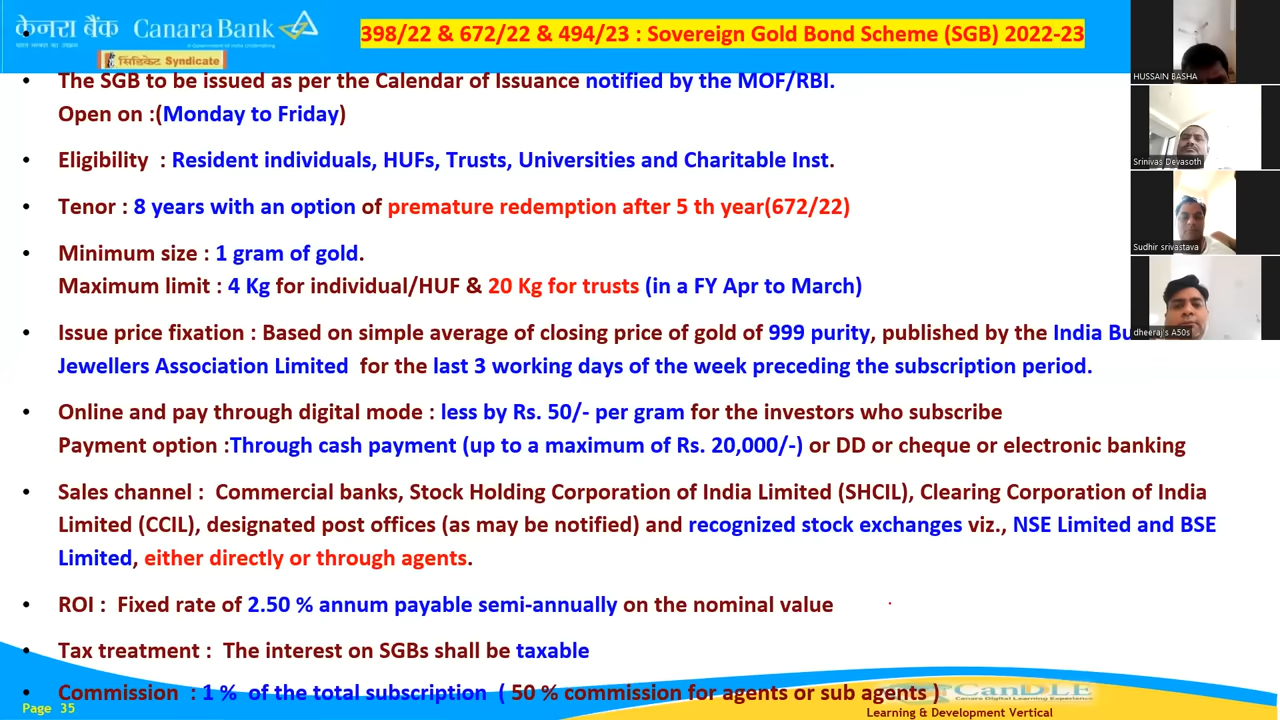 केनरा बैंक Canara Bank
A Government of India Undertaking
सिंडिकेट Syndicate
398/22 & 672/22 & 494/23 : Sovereign Gold Bond Scheme (SGB) 2022-23
• The SGB to be issued as per the Calendar of Issuance notified by the MOF/RBI.
Open on :(Monday to Friday)
• Eligibility : Resident individuals, HUFs, Trusts, Universities and Charitable Inst.
• Tenor : 8 years with an option of premature redemption after 5 th year(672/22)
• Minimum size : 1 gram of gold.
Maximum limit : 4 Kg for individual/HUF & 20 Kg for trusts (in a FY Apr to March)
• Issue price fixation : Based on simple average of closing price of gold of 999 purity, published by the India Bu
Jewellers Association Limited for the last 3 working days of the week preceding the subscription period.
• Online and pay through digital mode : less by Rs. 50/- per gram for the investors who subscribe
Payment option :Through cash payment (up to a maximum of Rs. 20,000/-) or DD or cheque or electronic banking
• Sales channel : Commercial banks, Stock Holding Corporation of India Limited (SHCIL), Clearing Corporation of India
Limited (CCIL), designated post offices (as may be notified) and recognized stock exchanges viz., NSE Limited and BSE
Limited, either directly or through agents.
• ROI : Fixed rate of 2.50 % annum payable semi-annually on the nominal value
• Tax treatment : The interest on SGBs shall be taxable
• Commission : 1 % of the total subscription ( 50 % commission for agents or sub agents )
CanDLE
Canara Digital Learning Experience
Page 35
Learning & Development Vertical
HUSSAIN BASHA
Srinivas Devasoth
Sudhir srivastava
dheeraj's A50s